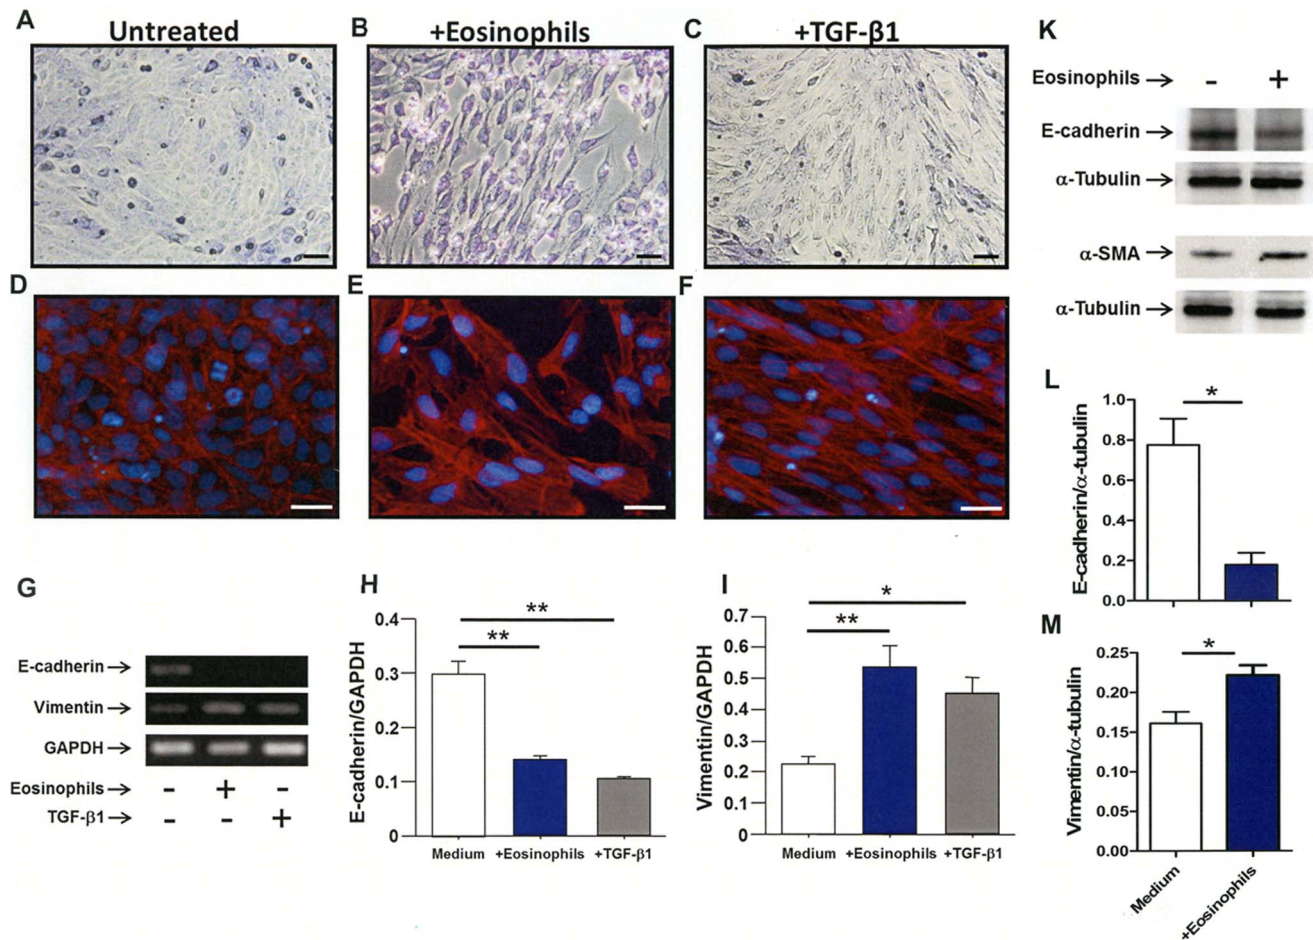 A
Untreated
B
+Eosinophils
C
+TGF-β1
D
E
F
G
E-cadherin
Vimentin
GAPDH
Eosinophils - + -
TGF-β1 - - +
H
E-cadherin/GAPDH
0.4
0.3
0.2
0.1
0
**
**
Medium +Eosinophils +TGF-β1
I
Vimentin/GAPDH
0.7
0.6
0.5
0.4
0.3
0.2
0.1
0
*
**
Medium +Eosinophils +TGF-β1
K
Eosinophils - +
E-cadherin
α-Tubulin
α-SMA
α-Tubulin
L
E-cadherin/α-tubulin
1.0
0.8
0.6
0.4
0.2
0.0
*
M
Vimentin/α-tubulin
0.25
0.20
0.15
0.10
0.05
0.00
*
Medium
+Eosinophils